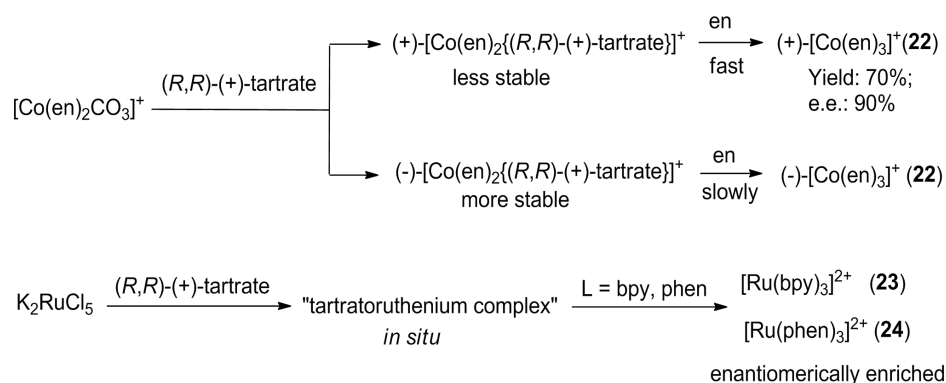 en
(+)-[Co(en)₂{(R,R)-(+)-tartrate}]⁺
fast
(+)-[Co(en)₃]⁺(22)
less stable
Yield: 70%;
e.e.: 90%
(R,R)-(+)-tartrate
[Co(en)₂CO₃]⁺
en
(-)-[Co(en)₂{(R,R)-(+)-tartrate}]⁺
slowly
(-)-[Co(en)₃]⁺ (22)
more stable
K₂RuCl₅
(R,R)-(+)-tartrate
"tartratoruthenium complex"
in situ
L = bpy, phen
[Ru(bpy)₃]²⁺ (23)
[Ru(phen)₃]²⁺ (24)
enantiomerically enriched